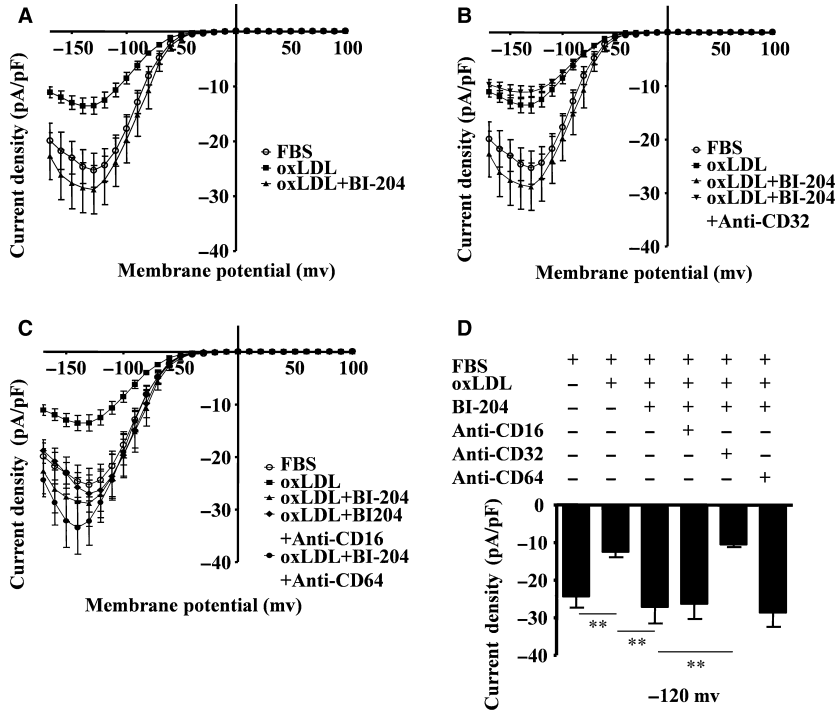 A
−150 −100 −50 50 100
−10
−20
−30
−40
Current density (pA/pF)
FBS
oxLDL
oxLDL+BI-204
Membrane potential (mv)
B
−150 −100 −50 50 100
−10
−20
−30
−40
Current density (pA/pF)
FBS
oxLDL
oxLDL+BI-204
oxLDL+BI-204
+Anti-CD32
Membrane potential (mv)
C
−150 −100 −50 50 100
−10
−20
−30
−40
Current density (pA/pF)
FBS
oxLDL
oxLDL+BI-204
oxLDL+BI204
+Anti-CD16
oxLDL+BI-204
+Anti-CD64
Membrane potential (mv)
D
FBS + + + + + +
oxLDL − + + + + +
BI-204 − − + + + +
Anti-CD16 − − − + − −
Anti-CD32 − − − − + −
Anti-CD64 − − − − − +
0
−10
−20
−30
−40
Current density (pA/pF)
**
**
**
−120 mv